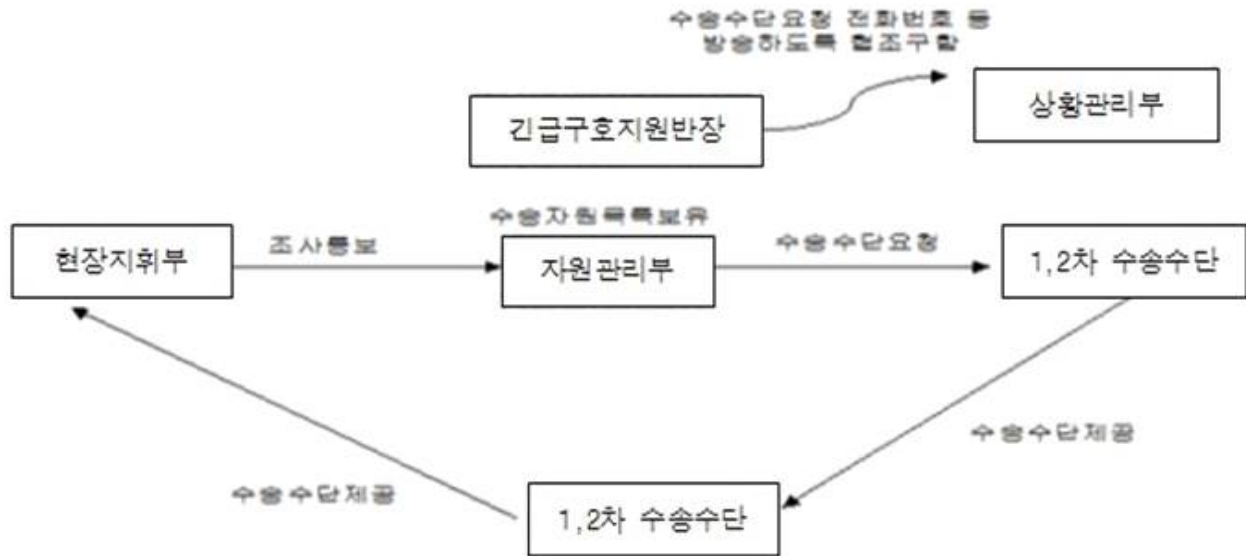 수송수단요청 전화번호 등
방송하도록 협조구함
긴급구호지원반장
상황관리부
수송자원목록보유
현장지휘부
조사통보
자원관리부
수송수단요청
1,2차 수송수단
수송수단제공
수송수단제공
1,2차 수송수단